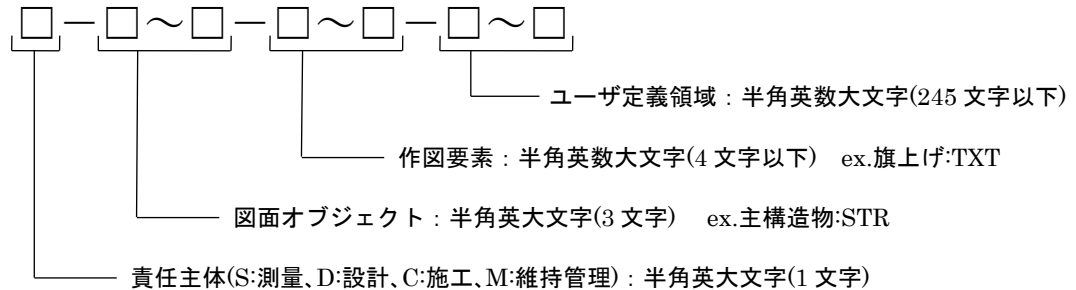 □－□～□－□～□－□～□
ユーザ定義領域：半角英数大文字(245 文字以下)
作図要素：半角英数大文字(4 文字以下)　ex.旗上げ:TXT
図面オブジェクト：半角英大文字(3 文字)　ex.主構造物:STR
責任主体(S:測量、D:設計、C:施工、M:維持管理)：半角英大文字(1 文字)